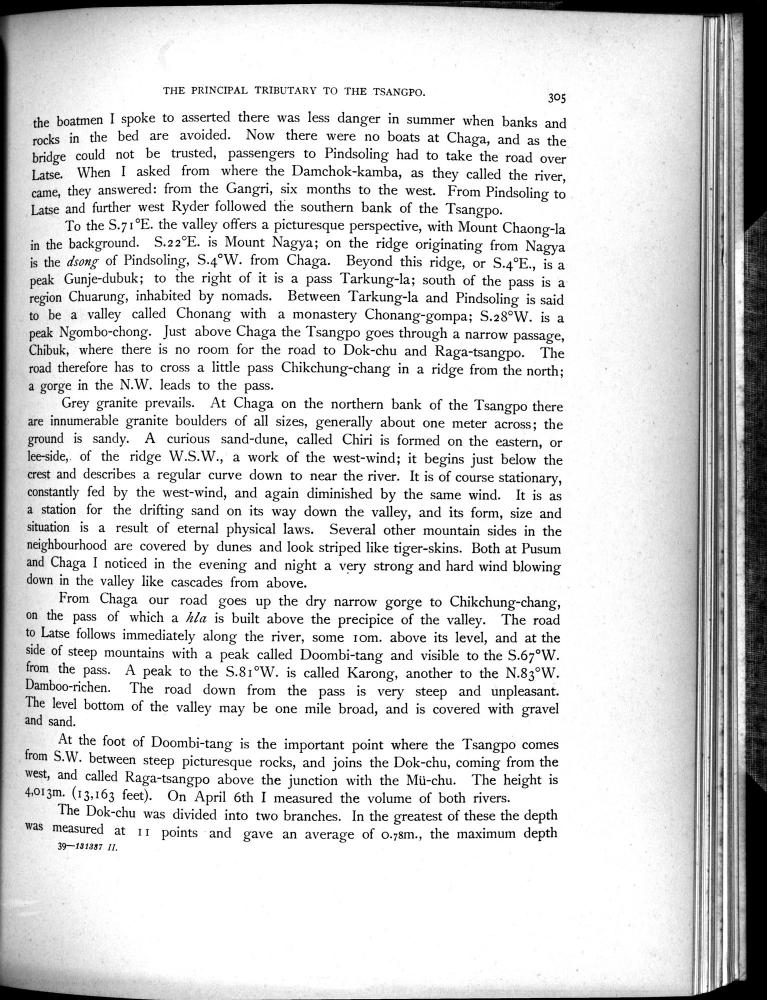 THE PRINCIPAL TRIBUTARY TO THE TSANGPO.
305
the boatmen I spoke to asserted there was less danger in summer when banks and
rocks in the bed are avoided. Now there were no boats at Chaga, and as the
bridge could not be trusted, passengers to Pindsoling had to take the road over
Latse. When I asked from where the Damchok-kamba, as they called the river,
came, they answered: from the Gangri, six months to the west. From Pindsoling to
Latse and further west Ryder followed the southern bank of the Tsangpo.
To the S.71°E. the valley offers a picturesque perspective, with Mount Chaong-la
in the background. S.22°E. is Mount Nagya; on the ridge originating from Nagya
is the dsong of Pindsoling, S.4°W. from Chaga. Beyond this ridge, or S.4°E., is a
peak Gunje-dubuk; to the right of it is a pass Tarkung-la; south of the pass is a
region Chuarung, inhabited by nomads. Between Tarkung-la and Pindsoling is said
to be a valley called Chonang with a monastery Chonang-gompa; S.28°W. is a
peak Ngombo-chong. Just above Chaga the Tsangpo goes through a narrow passage,
Chibuk, where there is no room for the road to Dok-chu and Raga-tsangpo. The
road therefore has to cross a little pass Chikchung-chang in a ridge from the north;
a gorge in the N.W. leads to the pass.
Grey granite prevails. At Chaga on the northern bank of the Tsangpo there
are innumerable granite boulders of all sizes, generally about one meter across; the
ground is sandy. A curious sand-dune, called Chiri is formed on the eastern, or
lee-side, of the ridge W.S.W., a work of the west-wind; it begins just below the
crest and describes a regular curve down to near the river. It is of course stationary,
constantly fed by the west-wind, and again diminished by the same wind. It is as
a station for the drifting sand on its way down the valley, and its form, size and
situation is a result of eternal physical laws. Several other mountain sides in the
neighbourhood are covered by dunes and look striped like tiger-skins. Both at Pusum
and Chaga I noticed in the evening and night a very strong and hard wind blowing
down in the valley like cascades from above.
From Chaga our road goes up the dry narrow gorge to Chikchung-chang,
on the pass of which a hla is built above the precipice of the valley. The road
to Latse follows immediately along the river, some 10m. above its level, and at the
side of steep mountains with a peak called Doombi-tang and visible to the S.67°W.
from the pass. A peak to the S.81°W. is called Karong, another to the N.83°W.
Damboo-richen. The road down from the pass is very steep and unpleasant.
The level bottom of the valley may be one mile broad, and is covered with gravel
and sand.
At the foot of Doombi-tang is the important point where the Tsangpo comes
from S.W. between steep picturesque rocks, and joins the Dok-chu, coming from the
west, and called Raga-tsangpo above the junction with the Mü-chu. The height is
4,013m. (13,163 feet). On April 6th I measured the volume of both rivers.
The Dok-chu was divided into two branches. In the greatest of these the depth
was measured at 11 points and gave an average of 0.78m., the maximum depth
39—131387 II.